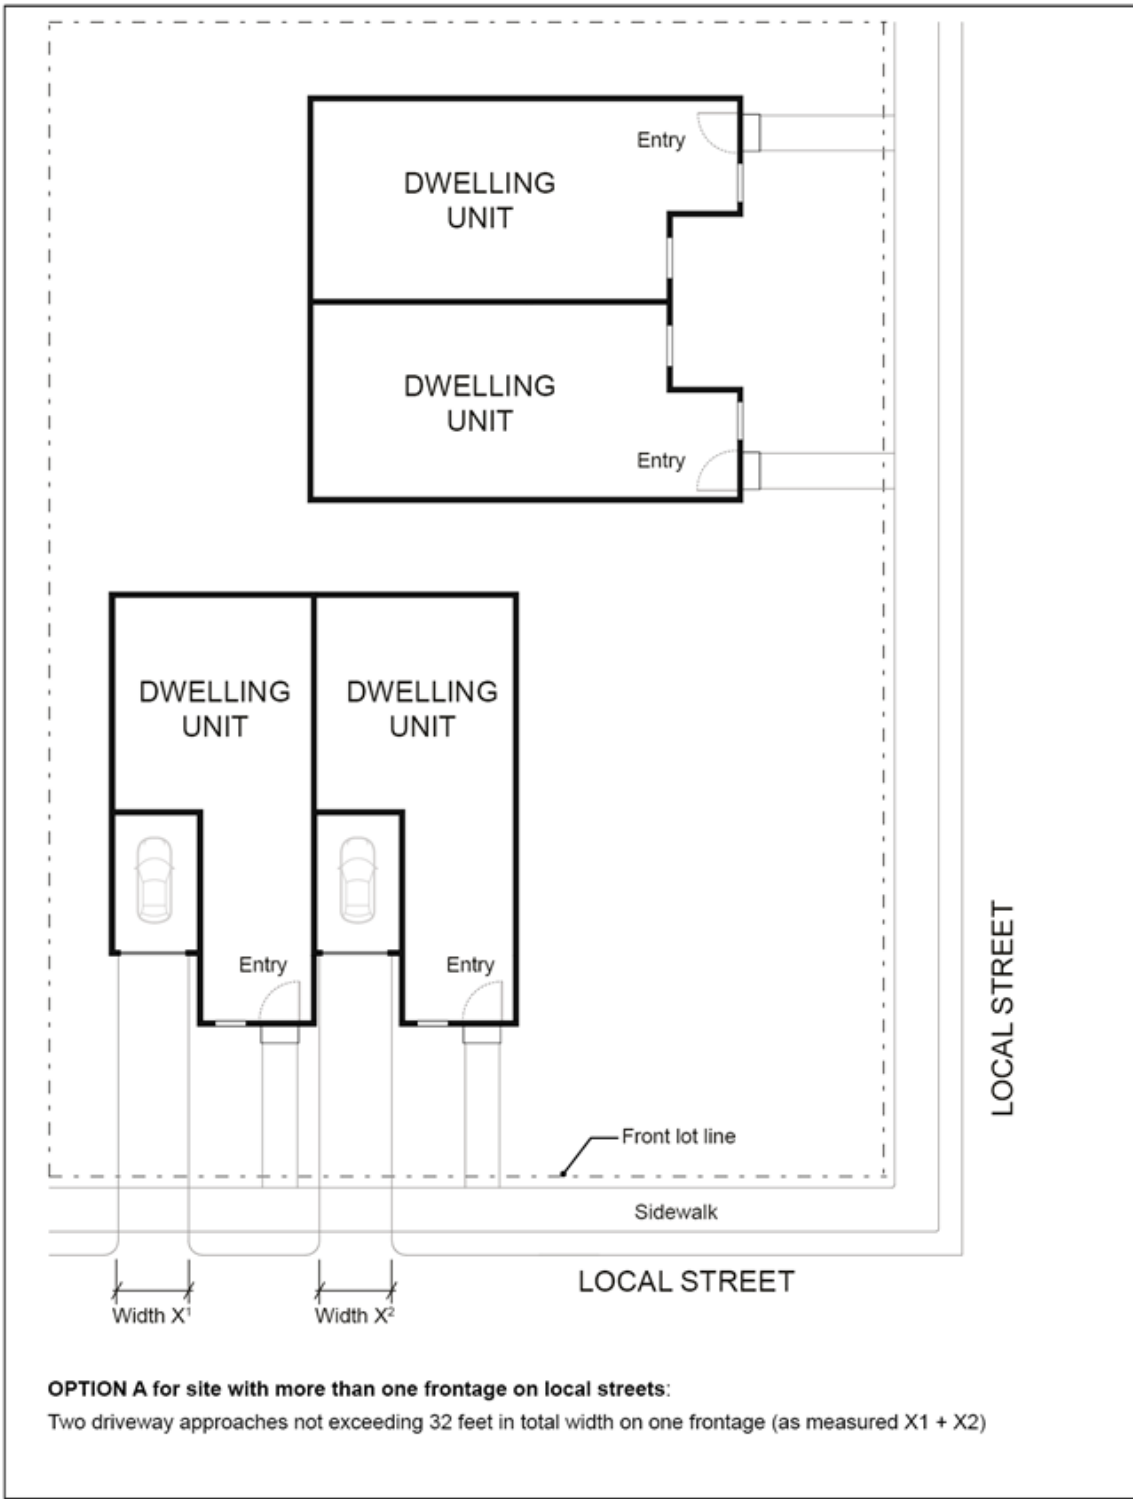 Entry
DWELLING
UNIT
DWELLING
UNIT
Entry
DWELLING
UNIT
DWELLING
UNIT
Entry
Entry
LOCAL STREET
Front lot line
Sidewalk
LOCAL STREET
Width X¹
Width X²
OPTION A for site with more than one frontage on local streets:
Two driveway approaches not exceeding 32 feet in total width on one frontage (as measured X1 + X2)